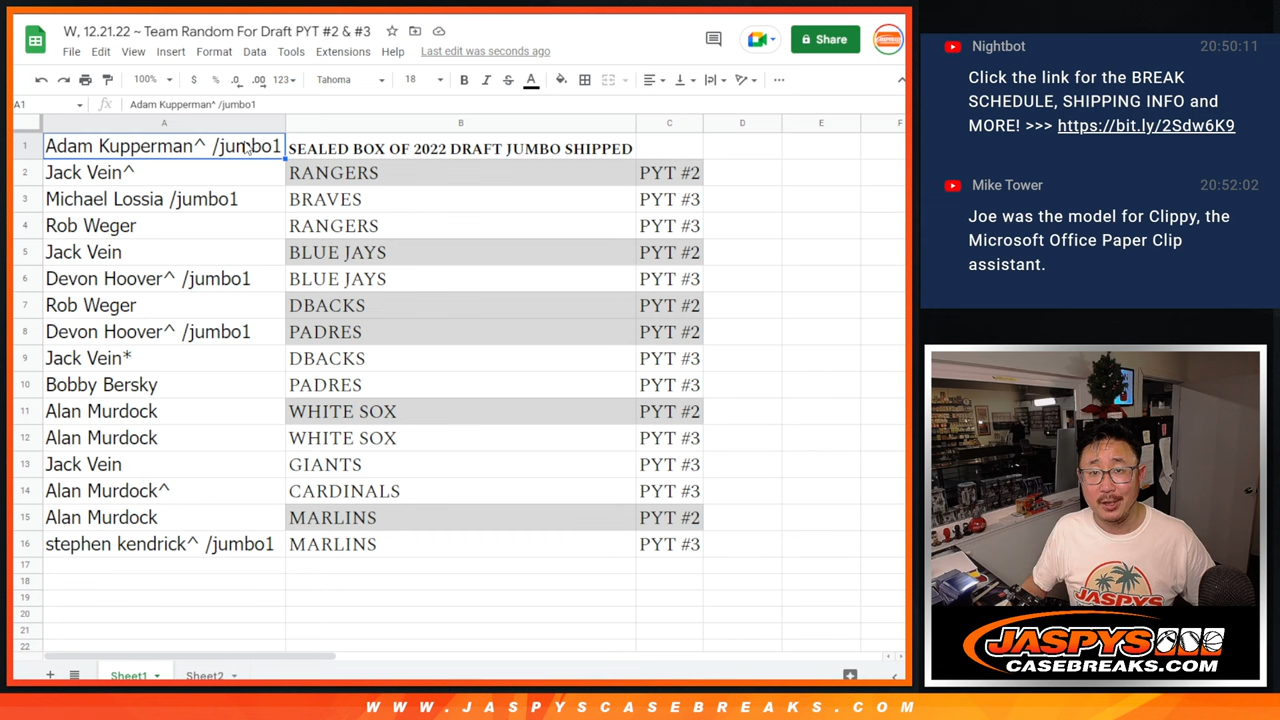 W, 12.21.22 ~ Team Random For Draft PYT #2 & #3
File Edit View Insert Format Data Tools Extensions Help Last edit was seconds ago
Share
100% $ % .0 .00 123 Tahoma 18 B I S A
A1 fx Adam Kupperman^ /jumbo1
A B C D E F
1 Adam Kupperman^ /jumbo1 SEALED BOX OF 2022 DRAFT JUMBO SHIPPED
2 Jack Vein^ RANGERS PYT #2
3 Michael Lossia /jumbo1 BRAVES PYT #3
4 Rob Weger RANGERS PYT #3
5 Jack Vein BLUE JAYS PYT #2
6 Devon Hoover^ /jumbo1 BLUE JAYS PYT #3
7 Rob Weger DBACKS PYT #2
8 Devon Hoover^ /jumbo1 PADRES PYT #2
9 Jack Vein* DBACKS PYT #3
10 Bobby Bersky PADRES PYT #3
11 Alan Murdock WHITE SOX PYT #2
12 Alan Murdock WHITE SOX PYT #3
13 Jack Vein GIANTS PYT #3
14 Alan Murdock^ CARDINALS PYT #3
15 Alan Murdock MARLINS PYT #2
16 stephen kendrick^ /jumbo1 MARLINS PYT #3
17
18
19
20
21
22
Sheet1 Sheet2
Nightbot 20:50:11
Click the link for the BREAK
SCHEDULE, SHIPPING INFO and
MORE! >>> https://bit.ly/2Sdw6K9
Mike Tower 20:52:02
Joe was the model for Clippy, the
Microsoft Office Paper Clip
assistant.
JASPYS
CASEBREAKS.COM
WWW.JASPYSCASEBREAKS.COM